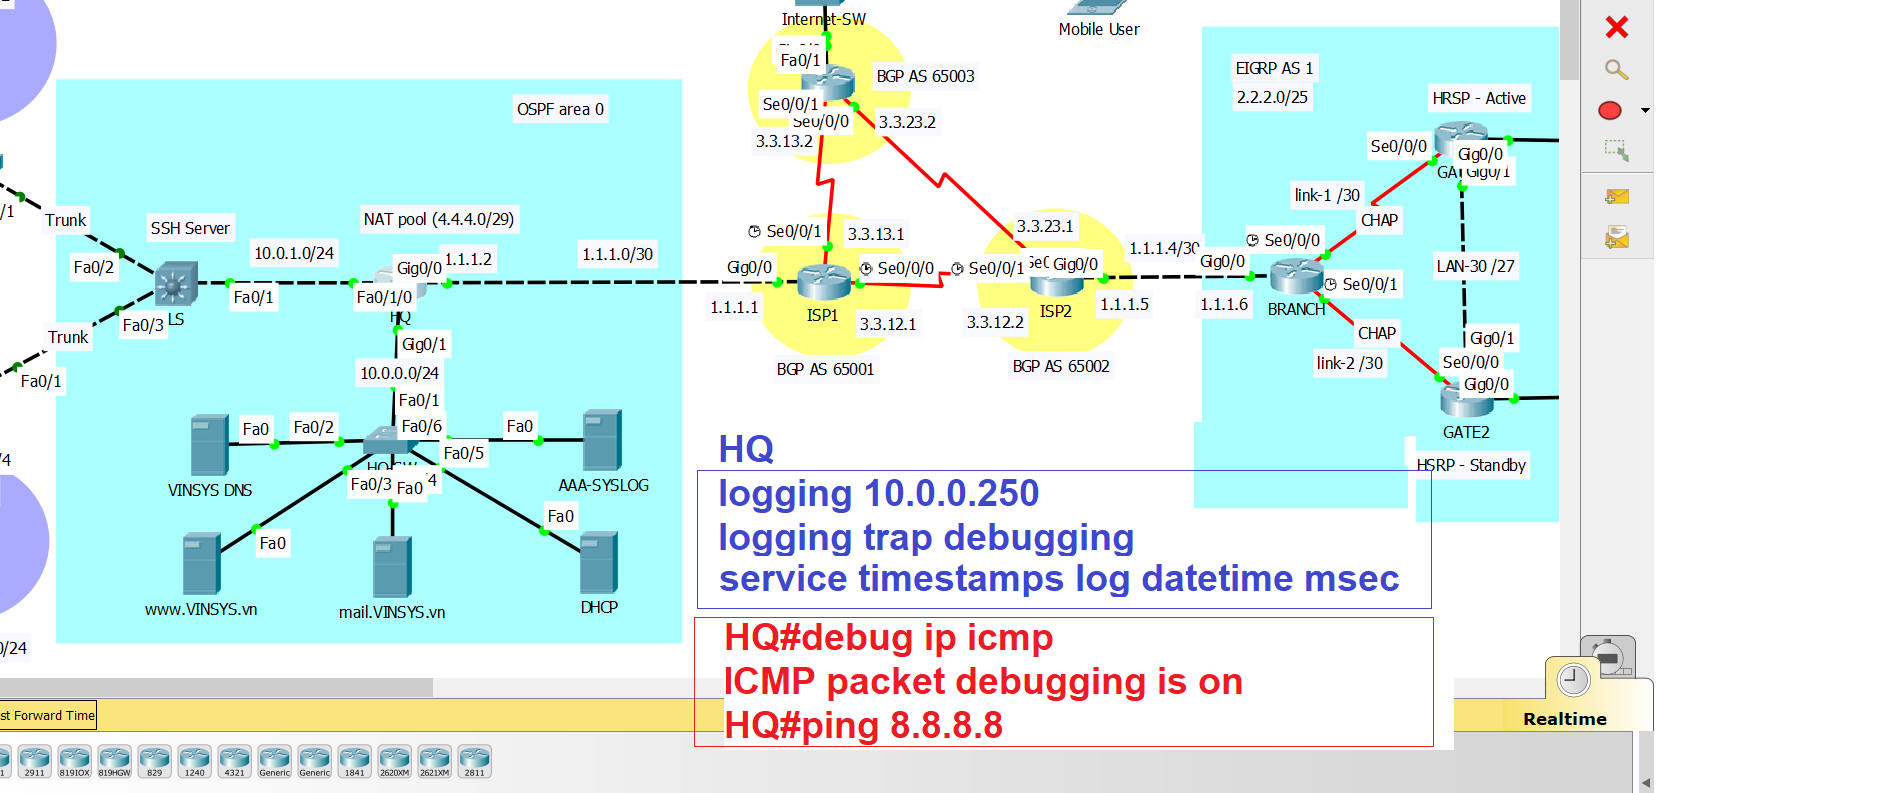 Internet-SW
Mobile User
Fa0/1
BGP AS 65003
EIGRP AS 1
2.2.2.0/25
HRSP - Active
OSPF area 0
Se0/0/1
Se0/0/0
3.3.23.2
3.3.13.2
Se0/0/0
Gig0/0
Gig0/1
link-1 /30
CHAP
/1
Trunk
SSH Server
NAT pool (4.4.4.0/29)
Se0/0/1
3.3.13.1
3.3.23.1
1.1.1.4/30
Se0/0/0
10.0.1.0/24
1.1.1.2
1.1.1.0/30
Fa0/2
Gig0/0
Gig0/0
Se0/0/0
Se0/0/1
Gig0/0
Gig0/0
LAN-30 /27
Se0/0/1
Fa0/1
Fa0/1/0
1.1.1.1
1.1.1.5
1.1.1.6
BRANCH
LS
HQ
ISP1
ISP2
Fa0/3
3.3.12.1
3.3.12.2
Trunk
Gig0/1
CHAP
Gig0/1
link-2 /30
Se0/0/0
BGP AS 65001
BGP AS 65002
10.0.0.0/24
Fa0/1
Gig0/0
Fa0/1
GATE2
Fa0
Fa0/2
Fa0/6
Fa0
Fa0/5
/4
HSRP - Standby
VINSYS DNS
HQ-SW
AAA-SYSLOG
Fa0/3
Fa0
4
Fa0
Fa0
www.VINSYS.vn
mail.VINSYS.vn
DHCP
0/24
HQ
logging 10.0.0.250
logging trap debugging
service timestamps log datetime msec
HQ#debug ip icmp
ICMP packet debugging is on
HQ#ping 8.8.8.8
st Forward Time
Realtime
1
2911
819IOX
819HGW
829
1240
4321
Generic
Generic
1841
2620XM
2621XM
2811